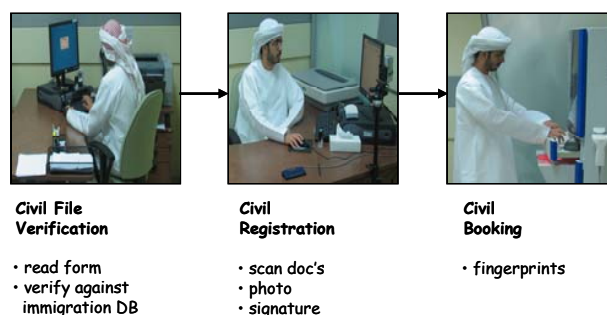 Civil File
Verification
• read form
• verify against
immigration DB
Civil
Registration
• scan doc's
• photo
• signature
Civil
Booking
• fingerprints